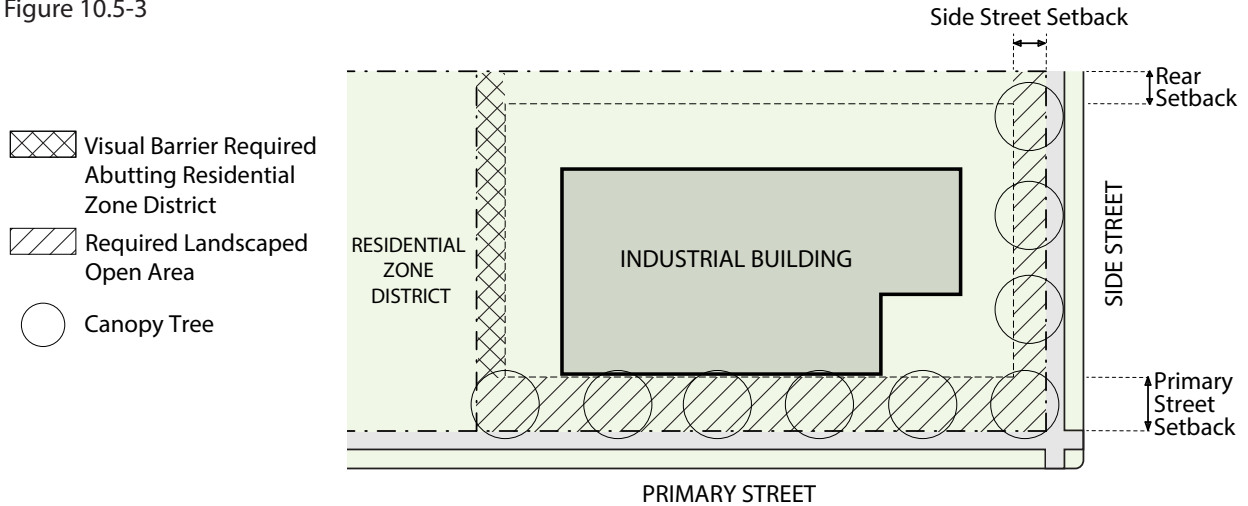 Figure 10.5-3
Side Street Setback
Rear
Setback
Visual Barrier Required
Abutting Residential
Zone District
Required Landscaped
Open Area
Canopy Tree
RESIDENTIAL
ZONE
DISTRICT
INDUSTRIAL BUILDING
SIDE STREET
Primary
Street
Setback
PRIMARY STREET